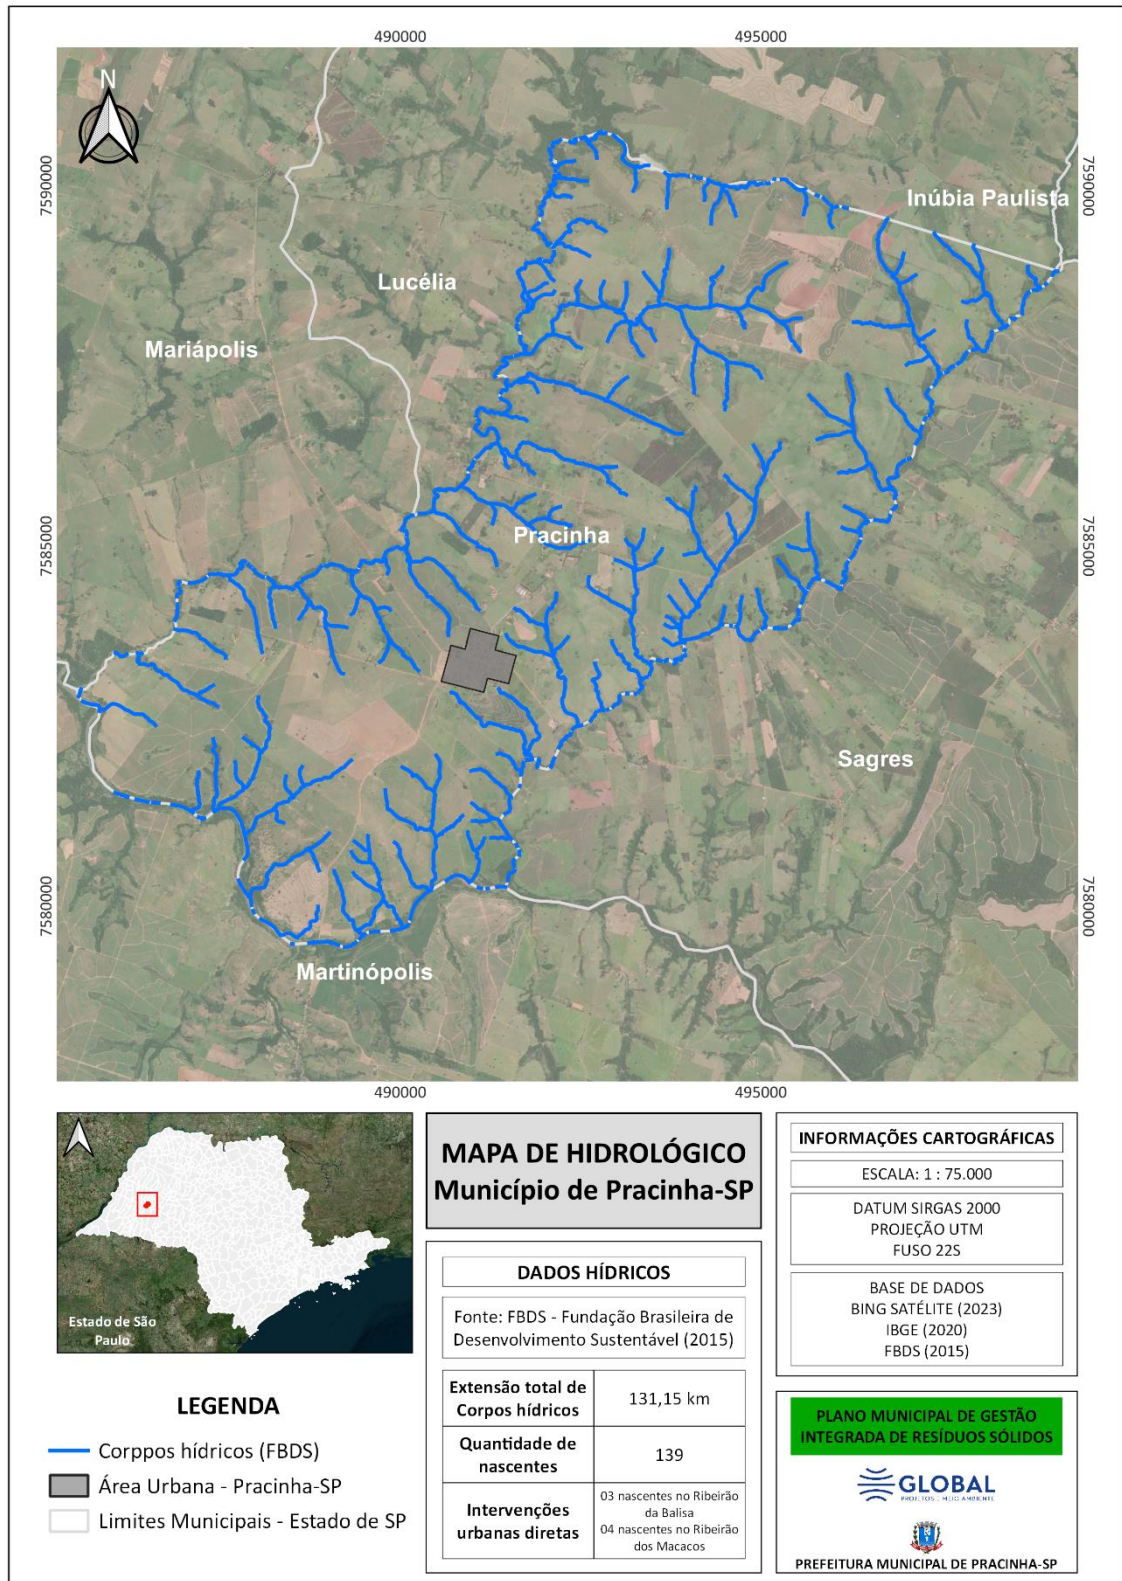 490000
495000
N
7590000
7590000
Inúbia Paulista
Lucélia
Mariápolis
7585000
7585000
Pracinha
Sagres
7580000
7580000
Martinópolis
490000
495000
Estado de São
Paulo
MAPA DE HIDROLÓGICO
Município de Pracinha-SP
DADOS HÍDRICOS
Fonte: FBDS - Fundação Brasileira de
Desenvolvimento Sustentável (2015)
Extensão total de
Corpos hídricos
131,15 km
Quantidade de
nascentes
139
Intervenções
urbanas diretas
03 nascentes no Ribeirão
da Balisa
04 nascentes no Ribeirão
dos Macacos
INFORMAÇÕES CARTOGRÁFICAS
ESCALA: 1 : 75.000
DATUM SIRGAS 2000
PROJEÇÃO UTM
FUSO 22S
BASE DE DADOS
BING SATÉLITE (2023)
IBGE (2020)
FBDS (2015)
LEGENDA
Corppos hídricos (FBDS)
Área Urbana - Pracinha-SP
Limites Municipais - Estado de SP
PLANO MUNICIPAL DE GESTÃO
INTEGRADA DE RESÍDUOS SÓLIDOS
GLOBAL
PROJETOS E MEIO AMBIENTE
PREFEITURA MUNICIPAL DE PRACINHA-SP